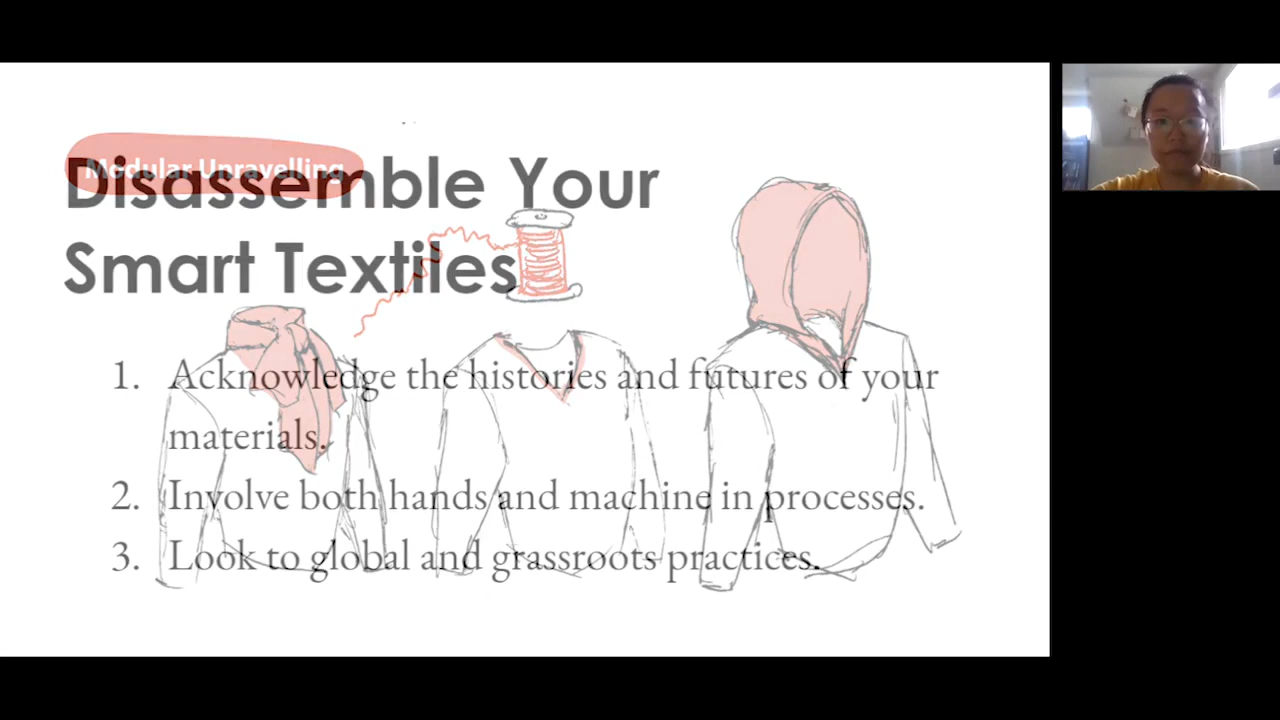 Modular Unravelling
Disassemble Your
Smart Textiles
1. Acknowledge the histories and futures of your
materials.
2. Involve both hands and machine in processes.
3. Look to global and grassroots practices.